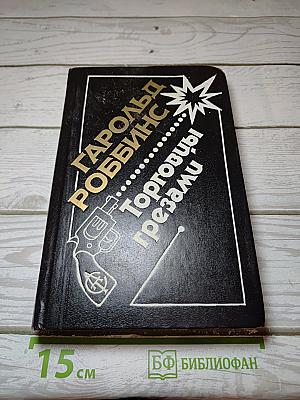 ГАРОЛЬД
РОББИНС
Торговцы
грезами
15 см
БФ БИБЛИОФАН